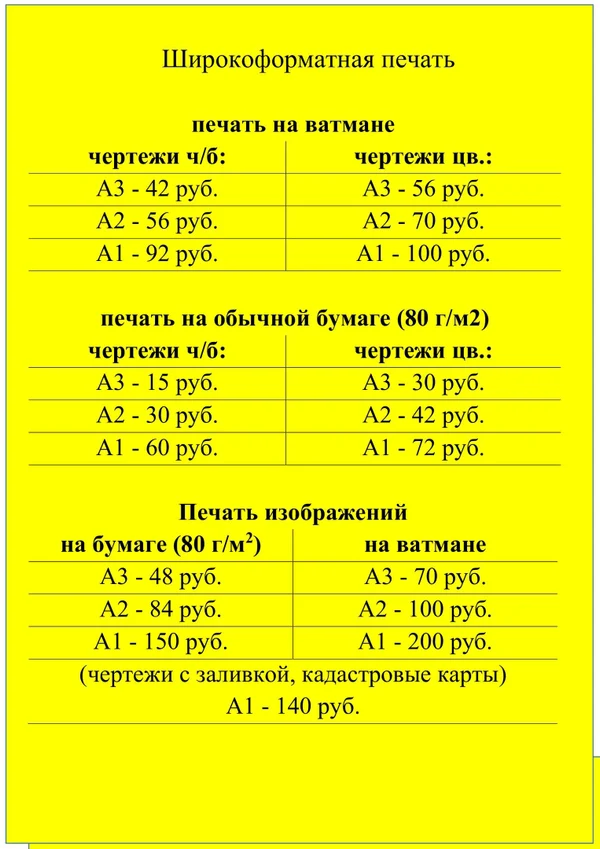 Широкоформатная печать
печать на ватмане
чертежи ч/б: чертежи цв.:
А3 - 42 руб. А3 - 56 руб.
А2 - 56 руб. А2 - 70 руб.
А1 - 92 руб. А1 - 100 руб.
печать на обычной бумаге (80 г/м2)
чертежи ч/б: чертежи цв.:
А3 - 15 руб. А3 - 30 руб.
А2 - 30 руб. А2 - 42 руб.
А1 - 60 руб. А1 - 72 руб.
Печать изображений
на бумаге (80 г/м²) на ватмане
А3 - 48 руб. А3 - 70 руб.
А2 - 84 руб. А2 - 100 руб.
А1 - 150 руб. А1 - 200 руб.
(чертежи с заливкой, кадастровые карты)
А1 - 140 руб.